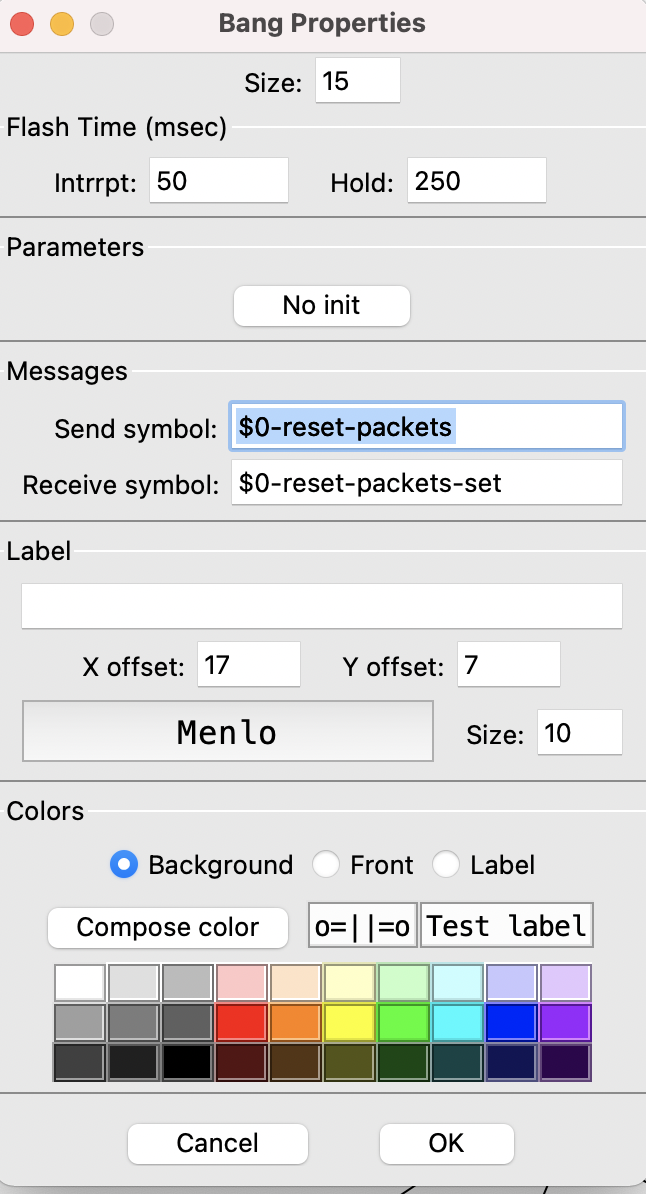 Bang Properties
Size: 15
Flash Time (msec)
Intrrpt: 50 Hold: 250
Parameters
No init
Messages
Send symbol: $0-reset-packets
Receive symbol: $0-reset-packets-set
Label
X offset: 17 Y offset: 7
Menlo Size: 10
Colors
Background Front Label
Compose color o=||=o Test label
Cancel OK